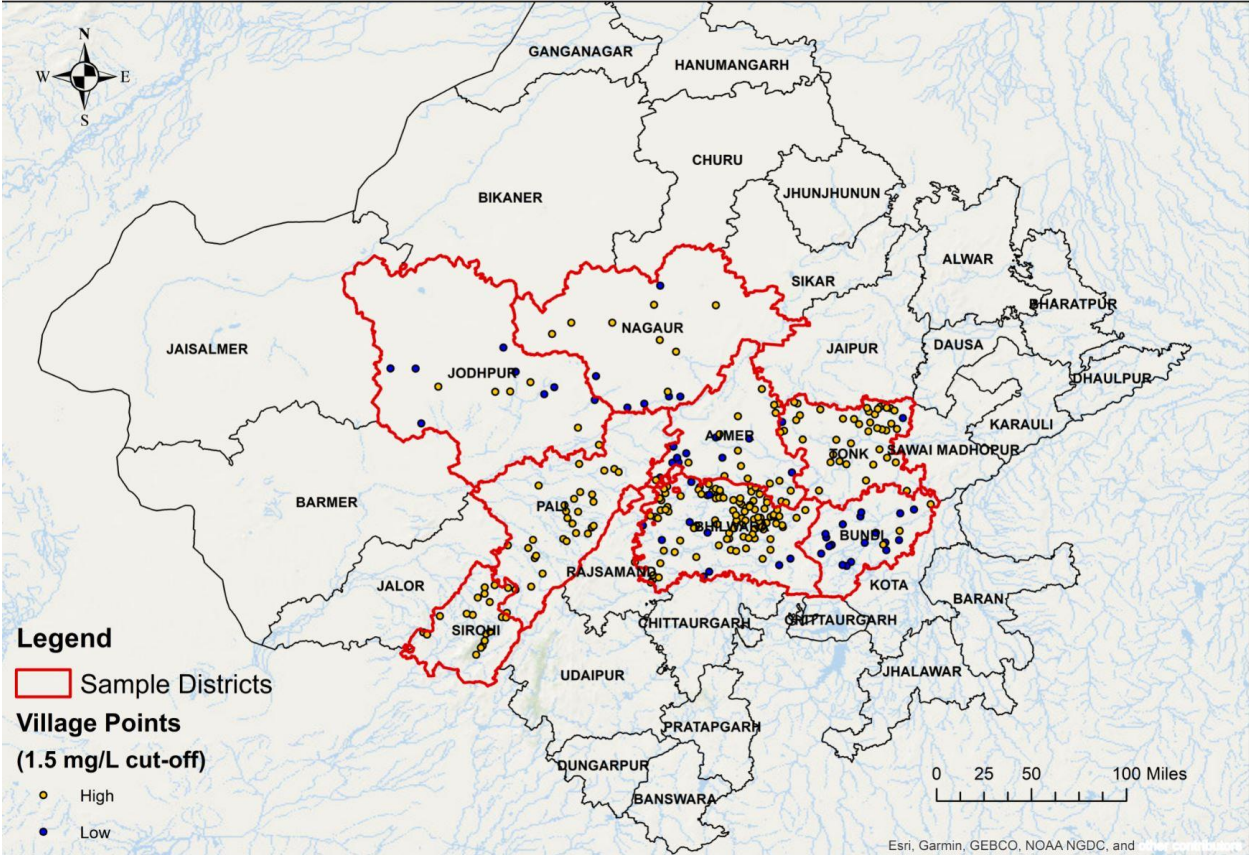 N
W E
S
GANGANAGAR
HANUMANGARH
CHURU
JHUNJHUNUN
BIKANER
ALWAR
SIKAR
BHARATPUR
NAGAUR
JAISALMER
JAIPUR
DAUSA
JODHPUR
DHAULPUR
KARAULI
AJMER
TONK
SAWAI MADHOPUR
BARMER
PALI
BHILWARA
BUNDI
RAJSAMAND
JALOR
KOTA
BARAN
CHITTAURGARH
CHITTAURGARH
SIROHI
UDAIPUR
JHALAWAR
PRATAPGARH
DUNGARPUR
BANSWARA
Legend
Sample Districts
Village Points
(1.5 mg/L cut-off)
High
Low
0 25 50 100 Miles
Esri, Garmin, GEBCO, NOAA NGDC, and other contributors